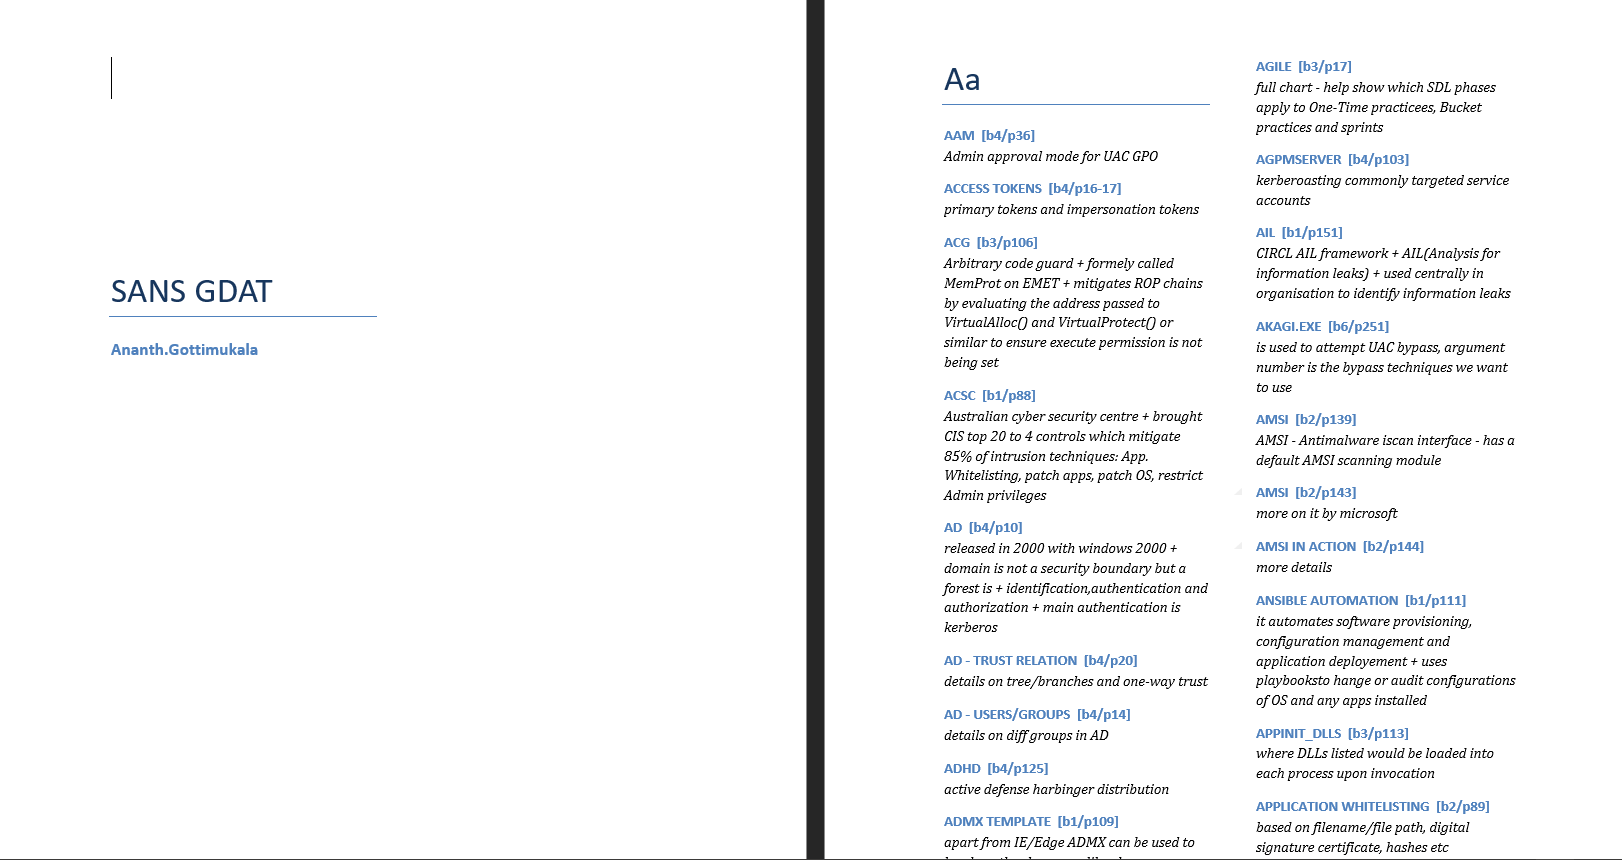 SANS GDAT
Ananth.Gottimukala
Aa
AAM [b4/p36]
Admin approval mode for UAC GPO
ACCESS TOKENS [b4/p16-17]
primary tokens and impersonation tokens
ACG [b3/p106]
Arbitrary code guard + formely called
MemProt on EMET + mitigates ROP chains
by evaluating the address passed to
VirtualAlloc() and VirtualProtect() or
similar to ensure execute permission is not
being set
ACSC [b1/p88]
Australian cyber security centre + brought
CIS top 20 to 4 controls which mitigate
85% of intrusion techniques: App.
Whitelisting, patch apps, patch OS, restrict
Admin privileges
AD [b4/p10]
released in 2000 with windows 2000 +
domain is not a security boundary but a
forest is + identification,authentication and
authorization + main authentication is
kerberos
AD - TRUST RELATION [b4/p20]
details on tree/branches and one-way trust
AD - USERS/GROUPS [b4/p14]
details on diff groups in AD
ADHD [b4/p125]
active defense harbinger distribution
ADMX TEMPLATE [b1/p109]
apart from IE/Edge ADMX can be used to
AGILE [b3/p17]
full chart - help show which SDL phases
apply to One-Time practicees, Bucket
practices and sprints
AGPMSERVER [b4/p103]
kerberoasting commonly targeted service
accounts
AIL [b1/p151]
CIRCL AIL framework + AIL(Analysis for
information leaks) + used centrally in
organisation to identify information leaks
AKAGI.EXE [b6/p251]
is used to attempt UAC bypass, argument
number is the bypass techniques we want
to use
AMSI [b2/p139]
AMSI - Antimalware iscan interface - has a
default AMSI scanning module
AMSI [b2/p143]
more on it by microsoft
AMSI IN ACTION [b2/p144]
more details
ANSIBLE AUTOMATION [b1/p111]
it automates software provisioning,
configuration management and
application deployement + uses
playbooksto hange or audit configurations
of OS and any apps installed
APPINIT_DLLS [b3/p113]
where DLLs listed would be loaded into
each process upon invocation
APPLICATION WHITELISTING [b2/p89]
based on filename/file path, digital
signature certificate, hashes etc